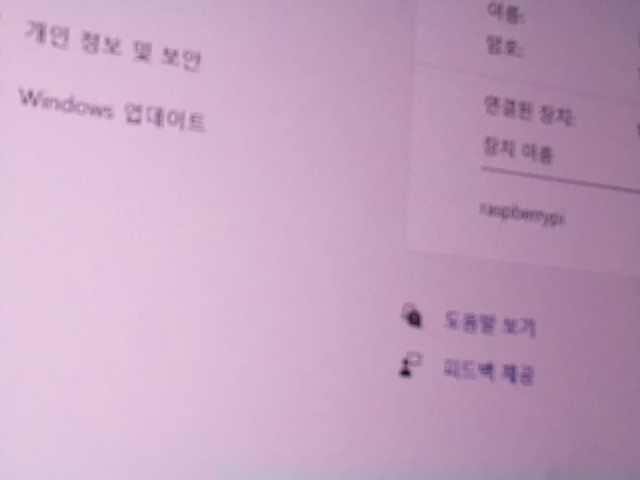 개인 정보 및 보안
Windows 업데이트
이름:
암호:
연결된 장치:
장치 이름
raspberrypi
도움말 보기
피드백 제공